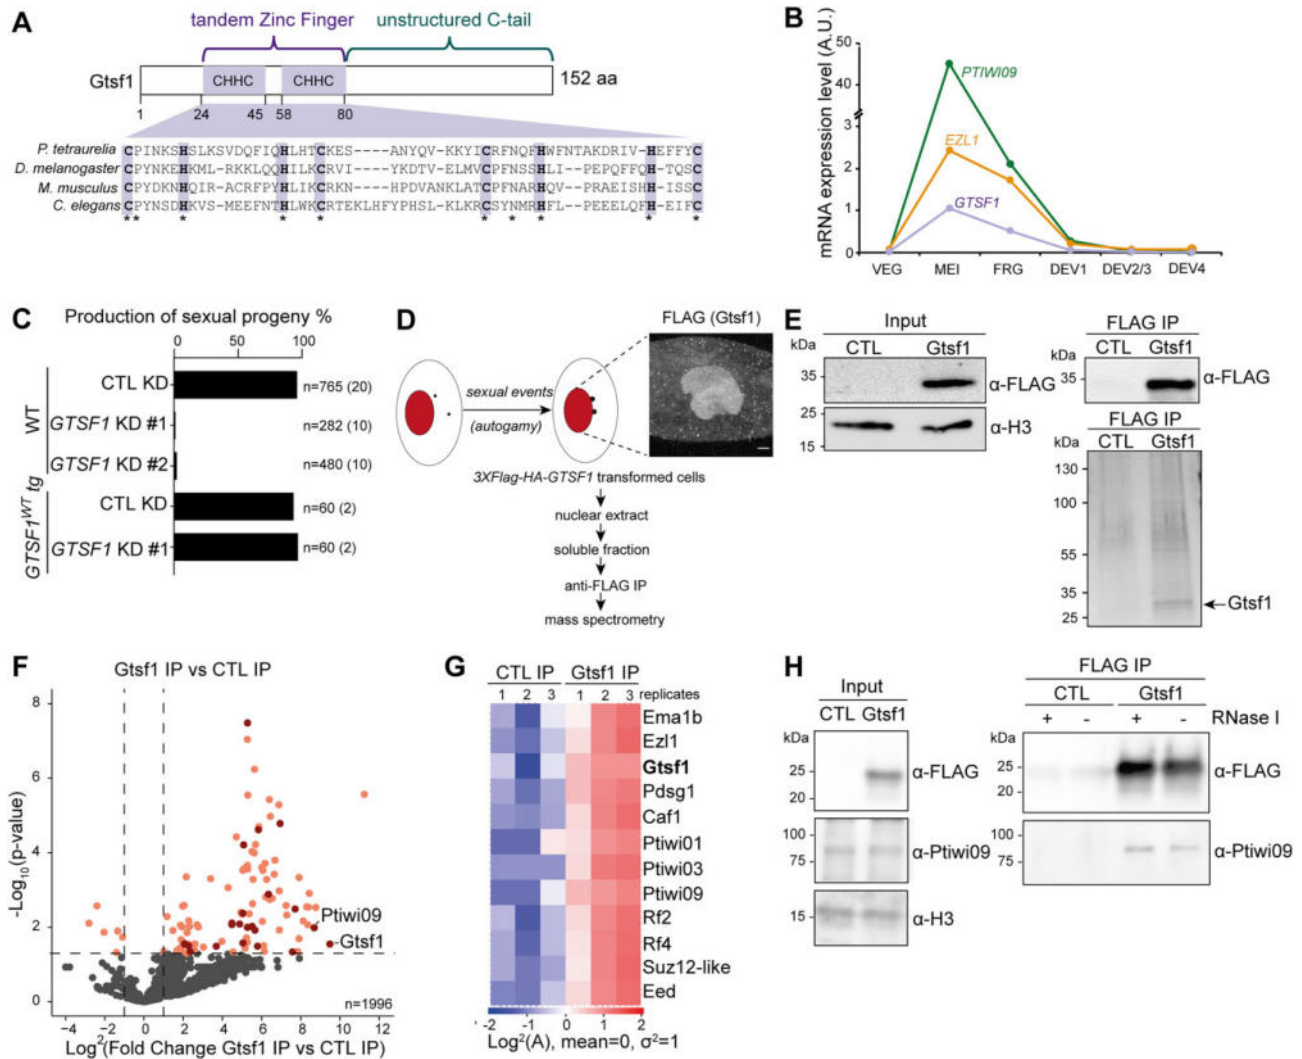 A
tandem Zinc Finger
unstructured C-tail
Gtsf1
CHHC
CHHC
152 aa
1
24
45
58
80
P. tetraurelia CPINKSHSLKSVDQFIQHLHTCKES----ANYQV-KKYICRFNQFHWFNTAKDRIV-HEFFYC
D. melanogaster CPYNKEHKML-RKKLQQHILKCRVI----YKDTV-ELMVCPFNSSHLI--PEPQFFQ-HTQSC
M. musculus CPYDKNHQIR-ACRFPYHLIKCRKN----HPDVANKLATCPFNARHQV--PRAEISHH-ISSC
C. elegans CPYNSDHKVS-MEEFNTHLWKCRTEKLHFYPHSL-KLKRCSYNMRHFL--PEEELQFH-EIFC
* * * * * * * * * *
B
mRNA expression level (A.U.)
50
40
3
2
1
0
PTIWI09
EZL1
GTSF1
VEG
MEI
FRG
DEV1
DEV2/3
DEV4
C
Production of sexual progeny %
0
50
100
WT
CTL KD
n=765 (20)
GTSF1 KD #1
n=282 (10)
GTSF1 KD #2
n=480 (10)
GTSF1WT tg
CTL KD
n=60 (2)
GTSF1 KD #1
n=60 (2)
D
FLAG (Gtsf1)
sexual events
(autogamy)
3XFlag-HA-GTSF1 transformed cells
nuclear extract
soluble fraction
anti-FLAG IP
mass spectrometry
E
Input
kDa
CTL
Gtsf1
35
α-FLAG
25
15
α-H3
FLAG IP
kDa
CTL
Gtsf1
35
α-FLAG
FLAG IP
kDa
CTL
Gtsf1
130
100
55
35
25
Gtsf1
F
Gtsf1 IP vs CTL IP
-Log10(p-value)
8
6
4
2
0
Ptiwi09
Gtsf1
n=1996
−4
−2
0
2
4
6
8
10
12
Log2(Fold Change Gtsf1 IP vs CTL IP)
G
CTL IP
Gtsf1 IP
1 2 3 1 2 3 replicates
Ema1b
Ezl1
Gtsf1
Pdsg1
Caf1
Ptiwi01
Ptiwi03
Ptiwi09
Rf2
Rf4
Suz12-like
Eed
-2 -1 0 1 2
Log2(A), mean=0, σ2=1
H
Input
CTL Gtsf1
kDa
25
20
α-FLAG
100
75
α-Ptiwi09
15
α-H3
FLAG IP
CTL
Gtsf1
+ - + - RNase I
kDa
25
20
α-FLAG
100
75
α-Ptiwi09